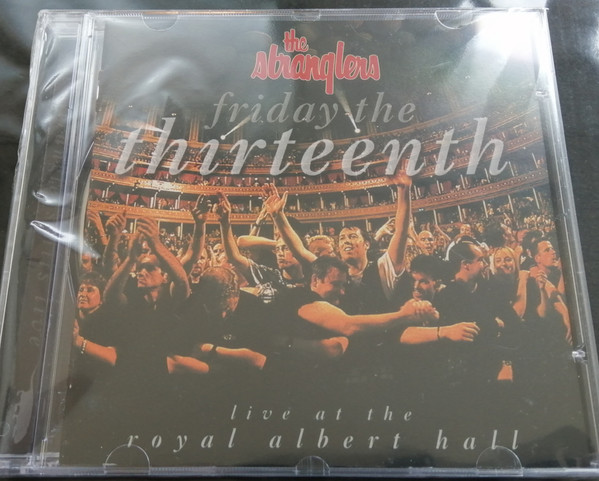 the
stranglers
friday the
thirteenth
live at the
royal albert hall